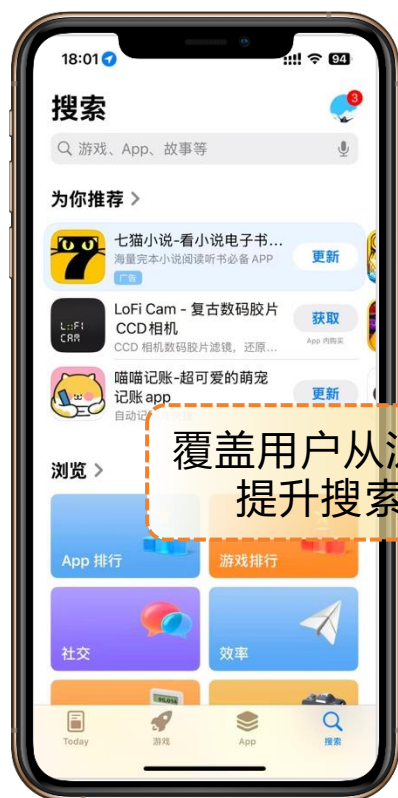 18:01
94
搜索
3
游戏、App、故事等
为你推荐 >
七猫小说-看小说电子书...
海量完本小说阅读听书必备 APP
广告
更新
LoFi Cam - 复古数码胶片
CCD 相机
CCD 相机数码胶片滤镜，还原...
获取
App 内购买
喵喵记账-超可爱的萌宠
记账 app
自动记
更新
覆盖用户从
提升搜索
浏览 >
App 排行
游戏排行
社交
效率
Today
游戏
App
搜索